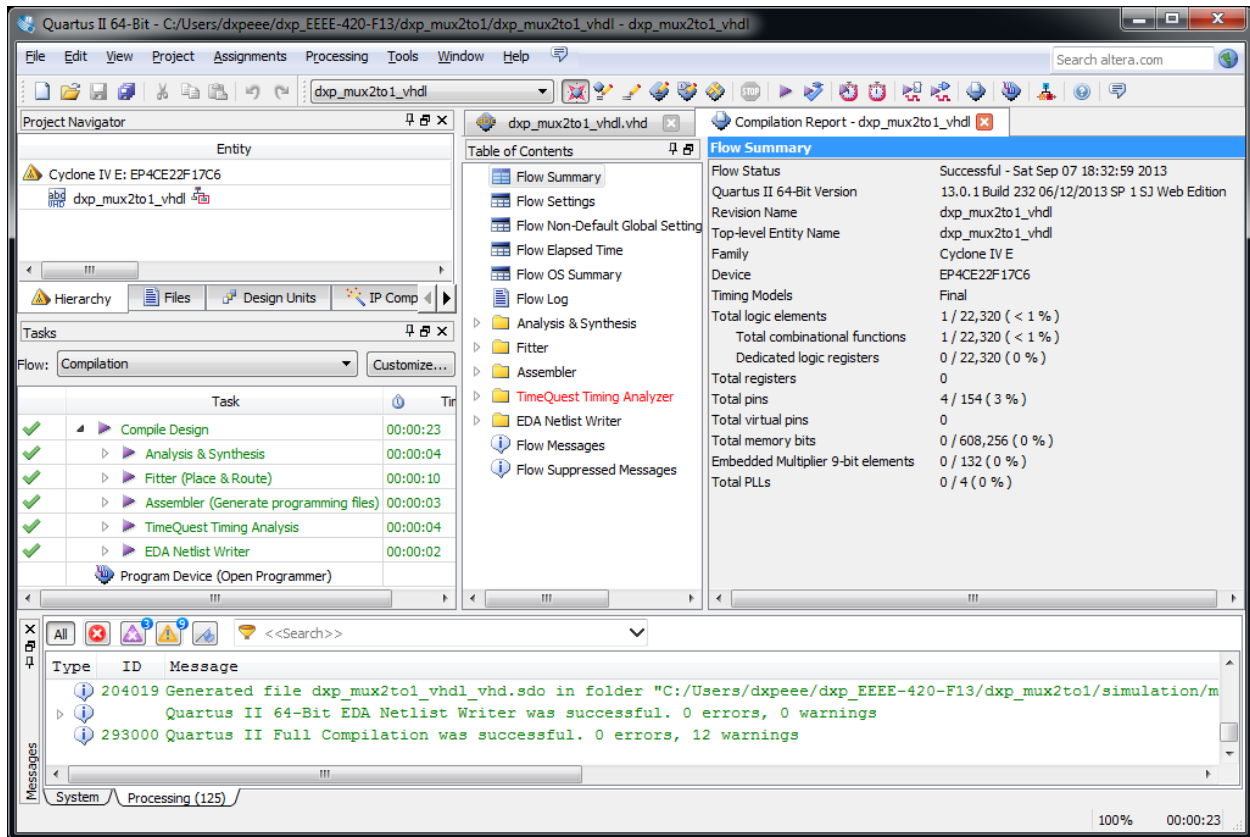 Quartus II 64-Bit - C:/Users/dxpeee/dxp_EEEE-420-F13/dxp_mux2to1/dxp_mux2to1_vhdl - dxp_mux2to1_vhdl
File Edit View Project Assignments Processing Tools Window Help
Search altera.com
dxp_mux2to1_vhdl
Project Navigator
Entity
Cyclone IV E: EP4CE22F17C6
abd VHD dxp_mux2to1_vhdl
Hierarchy Files Design Units IP Comp
Tasks
Flow: Compilation Customize...
Task Tir
Compile Design 00:00:23
Analysis & Synthesis 00:00:04
Fitter (Place & Route) 00:00:10
Assembler (Generate programming files) 00:00:03
TimeQuest Timing Analysis 00:00:04
EDA Netlist Writer 00:00:02
Program Device (Open Programmer)
dxp_mux2to1_vhdl.vhd
Compilation Report - dxp_mux2to1_vhdl
Table of Contents
Flow Summary
Flow Settings
Flow Non-Default Global Setting
Flow Elapsed Time
Flow OS Summary
Flow Log
Analysis & Synthesis
Fitter
Assembler
TimeQuest Timing Analyzer
EDA Netlist Writer
Flow Messages
Flow Suppressed Messages
Flow Summary
Flow Status Successful - Sat Sep 07 18:32:59 2013
Quartus II 64-Bit Version 13.0.1 Build 232 06/12/2013 SP 1 SJ Web Edition
Revision Name dxp_mux2to1_vhdl
Top-level Entity Name dxp_mux2to1_vhdl
Family Cyclone IV E
Device EP4CE22F17C6
Timing Models Final
Total logic elements 1 / 22,320 ( < 1 % )
Total combinational functions 1 / 22,320 ( < 1 % )
Dedicated logic registers 0 / 22,320 ( 0 % )
Total registers 0
Total pins 4 / 154 ( 3 % )
Total virtual pins 0
Total memory bits 0 / 608,256 ( 0 % )
Embedded Multiplier 9-bit elements 0 / 132 ( 0 % )
Total PLLs 0 / 4 ( 0 % )
All 3 9 <<Search>>
Type ID Message
204019 Generated file dxp_mux2to1_vhdl_vhd.sdo in folder "C:/Users/dxpeee/dxp_EEEE-420-F13/dxp_mux2to1/simulation/m
Quartus II 64-Bit EDA Netlist Writer was successful. 0 errors, 0 warnings
293000 Quartus II Full Compilation was successful. 0 errors, 12 warnings
Messages
System Processing (125)
100% 00:00:23